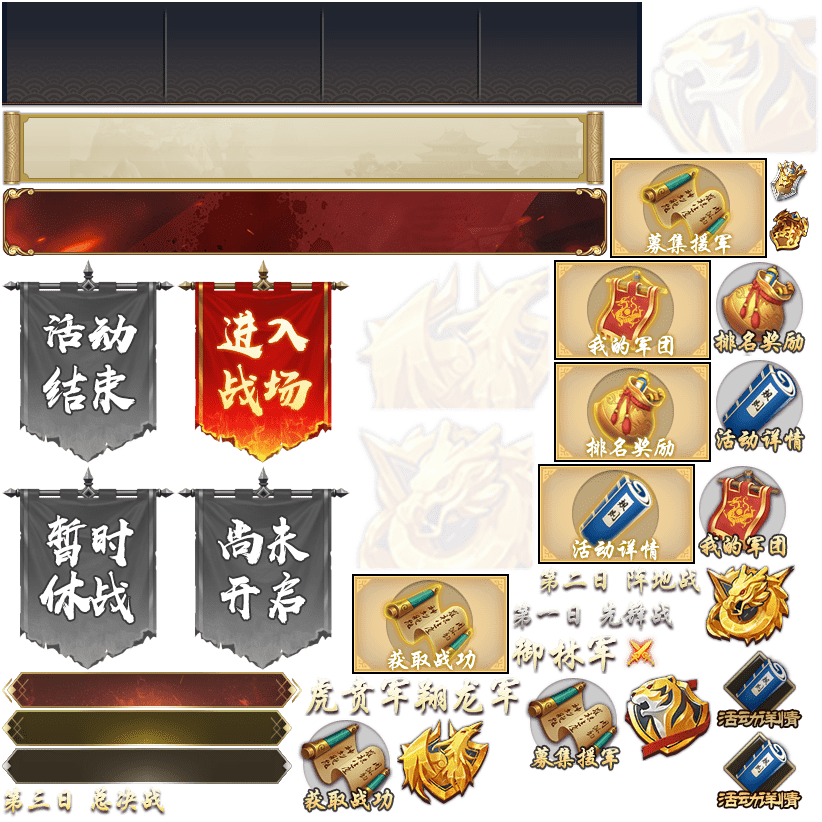 募集援军
活动
结束
进入
战场
我的军团
排名奖励
排名奖励
活动详情
暂时
休战
尚未
开启
活动详情
我的军团
第二日 阵地战
第一日 先锋战
获取战功
御林军
虎贲军翔龙军
募集援军
活动详情
获取战功
第三日 总决战
活动详情